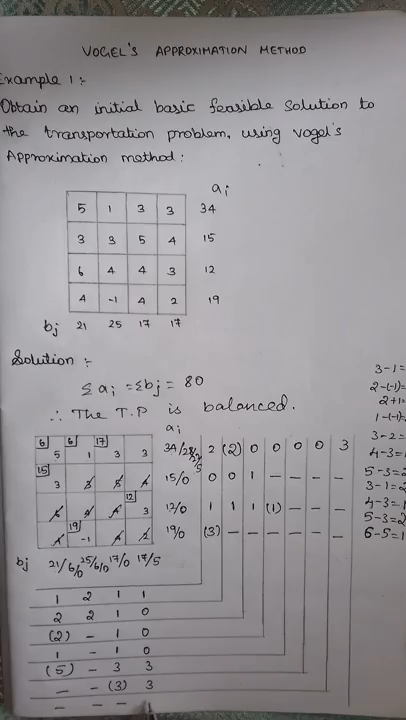 VOGEL'S APPROXIMATION METHOD
Example 1 :-
Obtain an initial basic feasible solution to
the transportation problem, using Vogel's
Approximation method:
ai
5 1 3 3 34
3 3 5 4 15
6 4 4 3 12
4 -1 4 2 19
bj 21 25 17 17
Solution :-
Σai = Σbj = 80
∴ The T.P is balanced.
ai
6 6 17
5 1 3 3 2 (2) 0 0 0 0 3
15
3 3 5 4 15/0 0 0 1 - - - -
12
6 4 4 3 12/0 1 1 1 (1) - - -
19
4 -1 4 2 19/0 (3) - - - - - -
bj 21/6/0 25/6/0 17/0 17/5
1 2 1 1
2 2 1 0
(2) - 1 0
1 - 1 0
(5) - 3 3
- - (3) 3
- - -
3-1=
2-(-1)=
2+1=
1-(-1)=
3-2=
4-3=
5-3=2
3-1=2
4-3=1
5-3=2
6-5=1